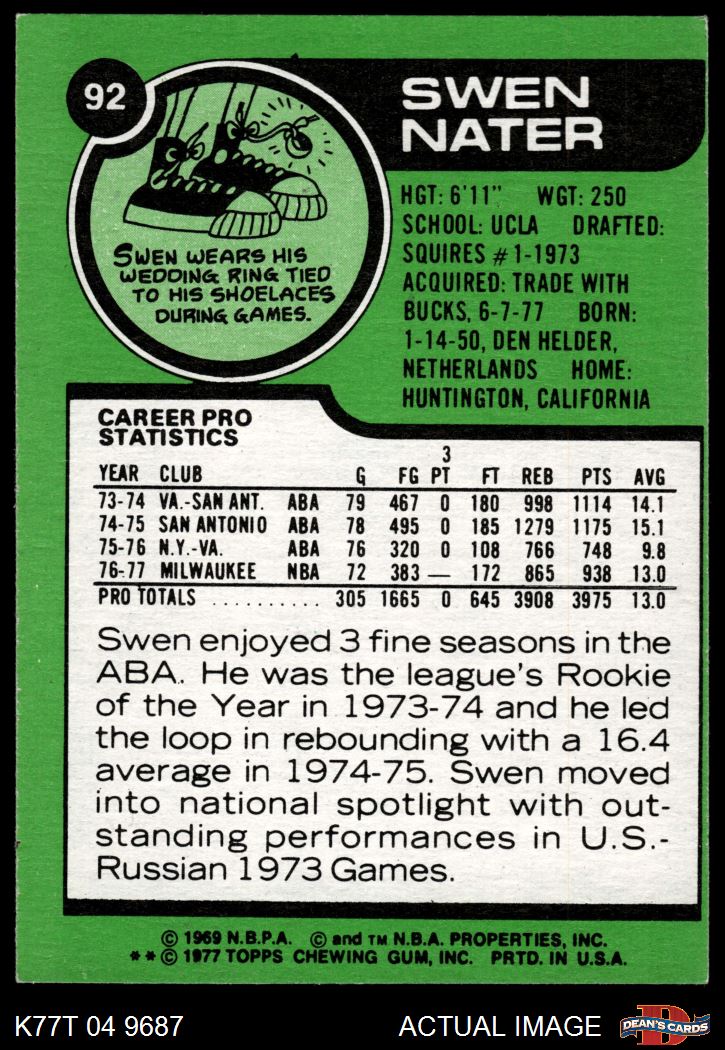 92
SWEN
NATER
SWEN WEARS HIS
WEDDING RING TIED
TO HIS SHOELACES
DURING GAMES.
HGT: 6'11" WGT: 250
SCHOOL: UCLA DRAFTED:
SQUIRES #1-1973
ACQUIRED: TRADE WITH
BUCKS, 6-7-77 BORN:
1-14-50, DEN HELDER,
NETHERLANDS HOME:
HUNTINGTON, CALIFORNIA
CAREER PRO
STATISTICS
YEAR CLUB G FG 3 PT FT REB PTS AVG
73-74 VA.-SAN ANT. ABA 79 467 0 180 998 1114 14.1
74-75 SAN ANTONIO ABA 78 495 0 185 1279 1175 15.1
75-76 N.Y.-VA. ABA 76 320 0 108 766 748 9.8
76-77 MILWAUKEE NBA 72 383 — 172 865 938 13.0
PRO TOTALS .......... 305 1665 0 645 3908 3975 13.0
Swen enjoyed 3 fine seasons in the
ABA. He was the league's Rookie
of the Year in 1973-74 and he led
the loop in rebounding with a 16.4
average in 1974-75. Swen moved
into national spotlight with out-
standing performances in U.S.-
Russian 1973 Games.
© 1969 N.B.P.A. © and TM N.B.A. PROPERTIES, INC.
**© 1977 TOPPS CHEWING GUM, INC. PRTD. IN U.S.A.
K77T 04 9687 ACTUAL IMAGE
D
DEAN'S CARDS